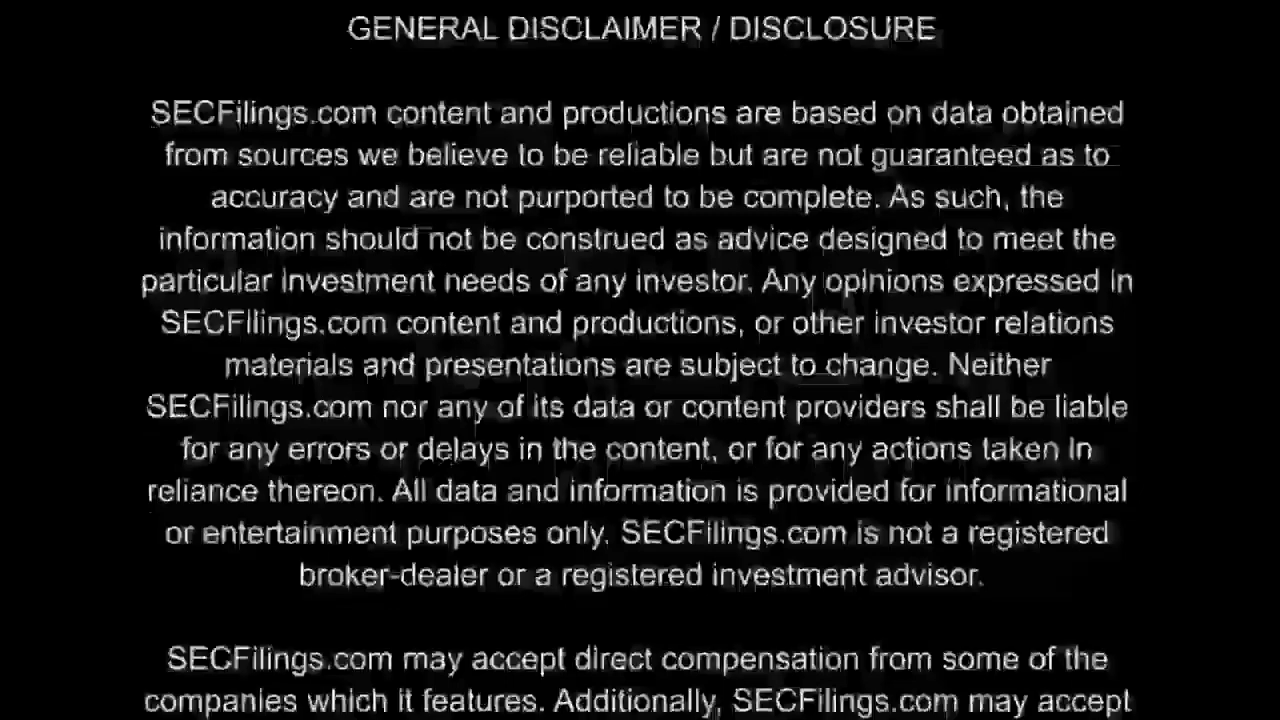 GENERAL DISCLAIMER / DISCLOSURE
SECFilings.com content and productions are based on data obtained
from sources we believe to be reliable but are not guaranteed as to
accuracy and are not purported to be complete. As such, the
information should not be construed as advice designed to meet the
particular investment needs of any investor. Any opinions expressed in
SECFilings.com content and productions, or other investor relations
materials and presentations are subject to change. Neither
SECFilings.com nor any of its data or content providers shall be liable
for any errors or delays in the content, or for any actions taken in
reliance thereon. All data and information is provided for informational
or entertainment purposes only. SECFilings.com is not a registered
broker-dealer or a registered investment advisor.
SECFilings.com may accept direct compensation from some of the
companies which it features. Additionally, SECFilings.com may accept